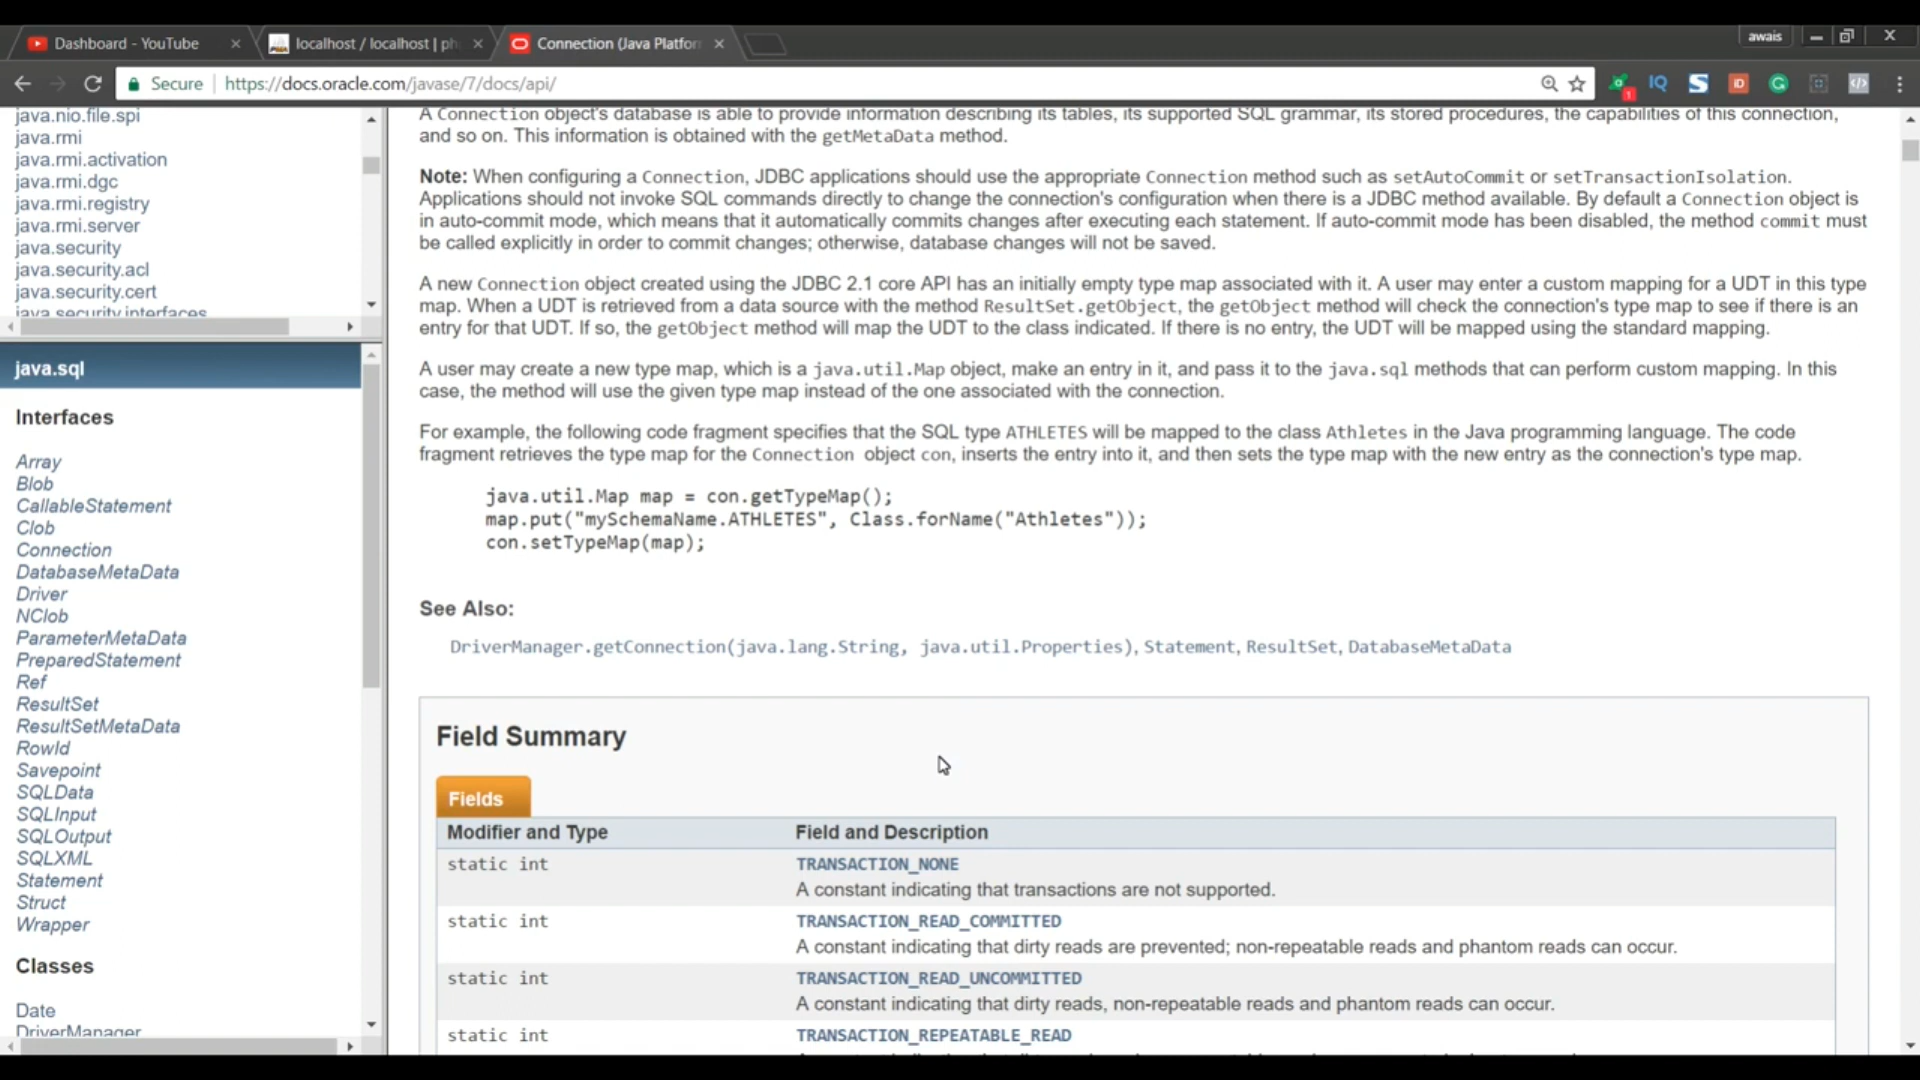 Dashboard - YouTube
localhost / localhost | ph
Connection (Java Platfor
awais
Secure
https://docs.oracle.com/javase/7/docs/api/
1
IQ
java.nio.file.spi
java.rmi
java.rmi.activation
java.rmi.dgc
java.rmi.registry
java.rmi.server
java.security
java.security.acl
java.security.cert
java.security.interfaces
java.sql
Interfaces
Array
Blob
CallableStatement
Clob
Connection
DatabaseMetaData
Driver
NClob
ParameterMetaData
PreparedStatement
Ref
ResultSet
ResultSetMetaData
RowId
Savepoint
SQLData
SQLInput
SQLOutput
SQLXML
Statement
Struct
Wrapper
Classes
Date
DriverManager
A Connection object's database is able to provide information describing its tables, its supported SQL grammar, its stored procedures, the capabilities of this connection,
and so on. This information is obtained with the getMetaData method.
Note: When configuring a Connection, JDBC applications should use the appropriate Connection method such as setAutoCommit or setTransactionIsolation.
Applications should not invoke SQL commands directly to change the connection's configuration when there is a JDBC method available. By default a Connection object is
in auto-commit mode, which means that it automatically commits changes after executing each statement. If auto-commit mode has been disabled, the method commit must
be called explicitly in order to commit changes; otherwise, database changes will not be saved.
A new Connection object created using the JDBC 2.1 core API has an initially empty type map associated with it. A user may enter a custom mapping for a UDT in this type
map. When a UDT is retrieved from a data source with the method ResultSet.getObject, the getObject method will check the connection's type map to see if there is an
entry for that UDT. If so, the getObject method will map the UDT to the class indicated. If there is no entry, the UDT will be mapped using the standard mapping.
A user may create a new type map, which is a java.util.Map object, make an entry in it, and pass it to the java.sql methods that can perform custom mapping. In this
case, the method will use the given type map instead of the one associated with the connection.
For example, the following code fragment specifies that the SQL type ATHLETES will be mapped to the class Athletes in the Java programming language. The code
fragment retrieves the type map for the Connection object con, inserts the entry into it, and then sets the type map with the new entry as the connection's type map.
java.util.Map map = con.getTypeMap();
map.put("mySchemaName.ATHLETES", Class.forName("Athletes"));
con.setTypeMap(map);
See Also:
DriverManager.getConnection(java.lang.String, java.util.Properties), Statement, ResultSet, DatabaseMetaData
Field Summary
Fields
Modifier and Type Field and Description
static int TRANSACTION_NONE
A constant indicating that transactions are not supported.
static int TRANSACTION_READ_COMMITTED
A constant indicating that dirty reads are prevented; non-repeatable reads and phantom reads can occur.
static int TRANSACTION_READ_UNCOMMITTED
A constant indicating that dirty reads, non-repeatable reads and phantom reads can occur.
static int TRANSACTION_REPEATABLE_READ